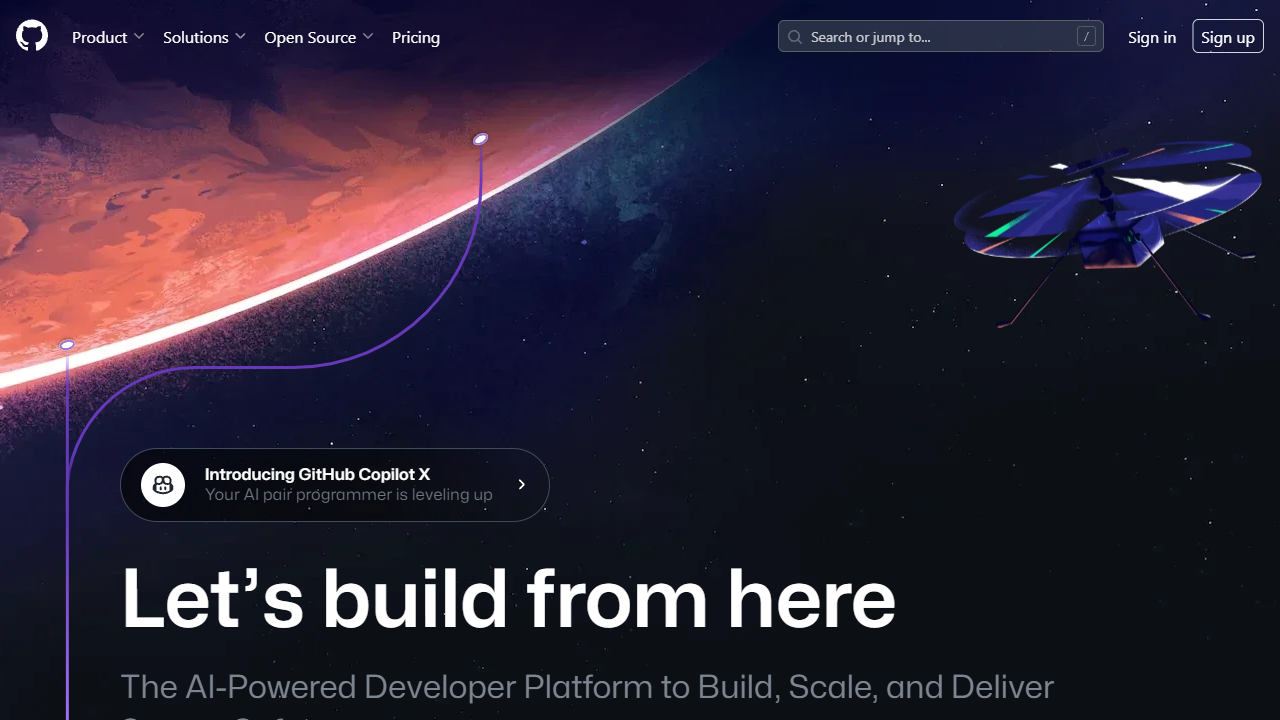 Product
Solutions
Open Source
Pricing
Search or jump to...
/
Sign in
Sign up
Introducing GitHub Copilot X
Your AI pair programmer is leveling up
Let’s build from here
The AI-Powered Developer Platform to Build, Scale, and Deliver